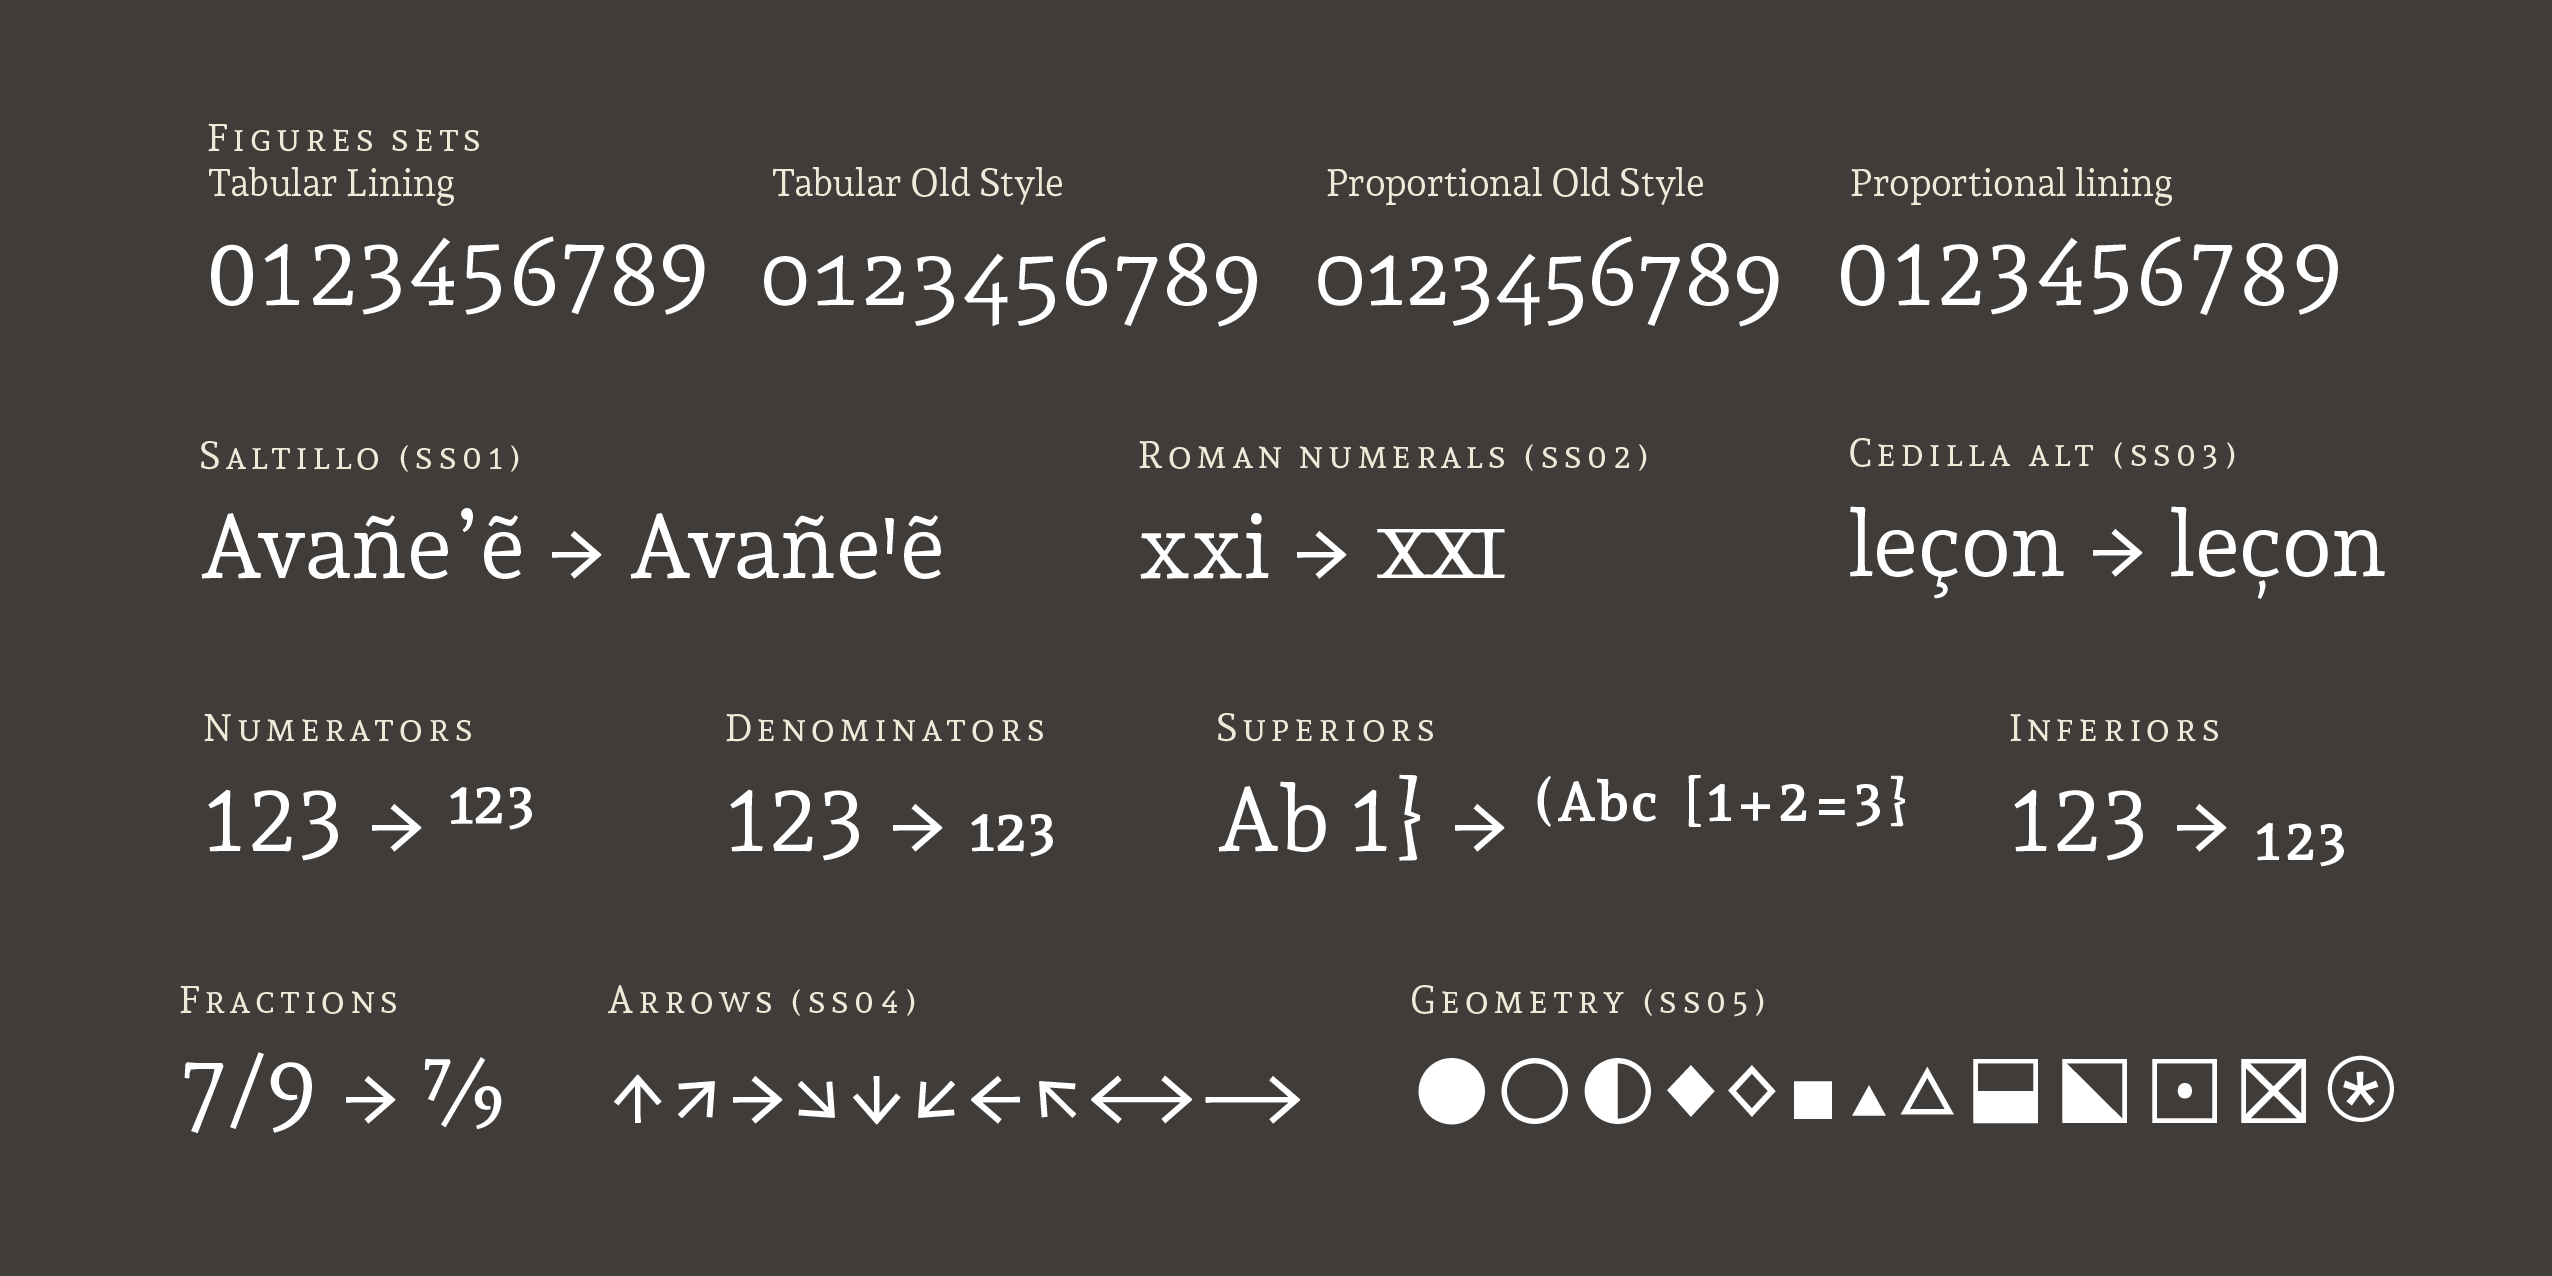 Figures sets
Tabular Lining Tabular Old Style Proportional Old Style Proportional lining
0123456789 0123456789 0123456789 0123456789
Saltillo (ss01) Roman numerals (ss02) Cedilla alt (ss03)
Avañe’ẽ → Avañeꞌẽ xxi → XXI leçon → leçon
Numerators Denominators Superiors Inferiors
123 → ¹²³ 123 → ₁₂₃ Ab 1} → (Abc [1+2=3} 123 → ₁₂₃
Fractions Arrows (ss04) Geometry (ss05)
7/9 → ⁷⁄₉ ↑↗→↘↓↙←↖⟷⟶ ●○◐◆◇■▴△⬓◣⊡⊠⊛